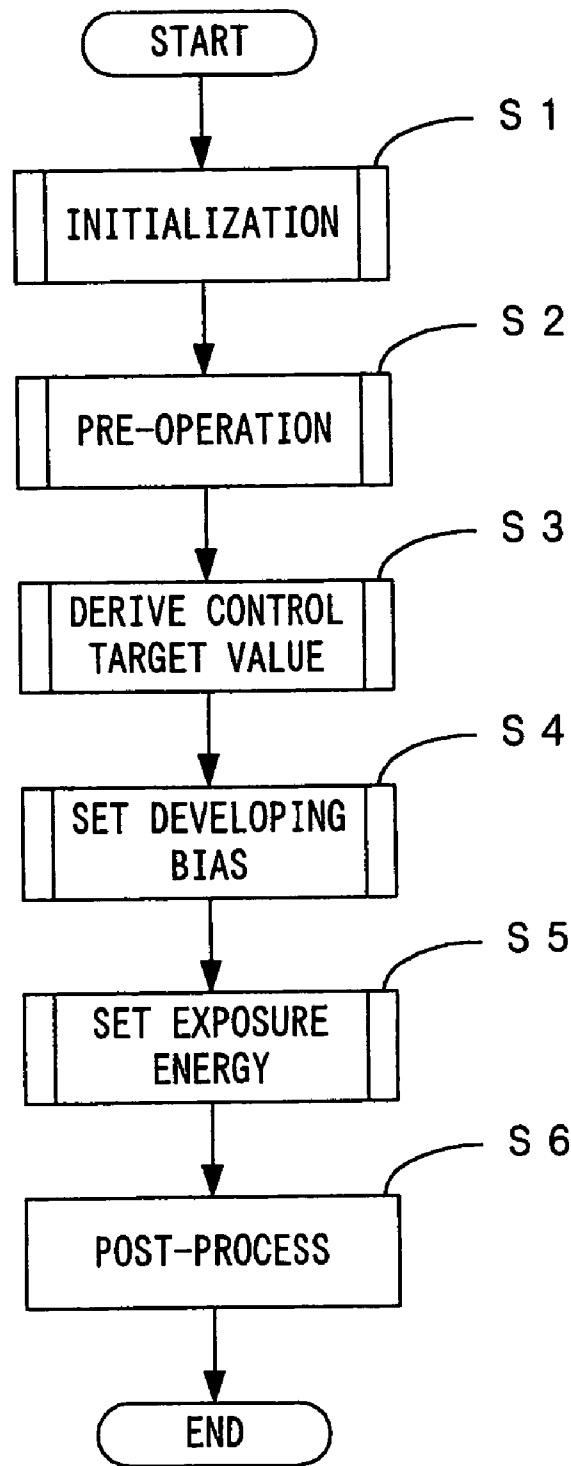 START
S 1
INITIALIZATION
S 2
PRE-OPERATION
S 3
DERIVE CONTROL
TARGET VALUE
S 4
SET DEVELOPING
BIAS
S 5
SET EXPOSURE
ENERGY
S 6
POST-PROCESS
END